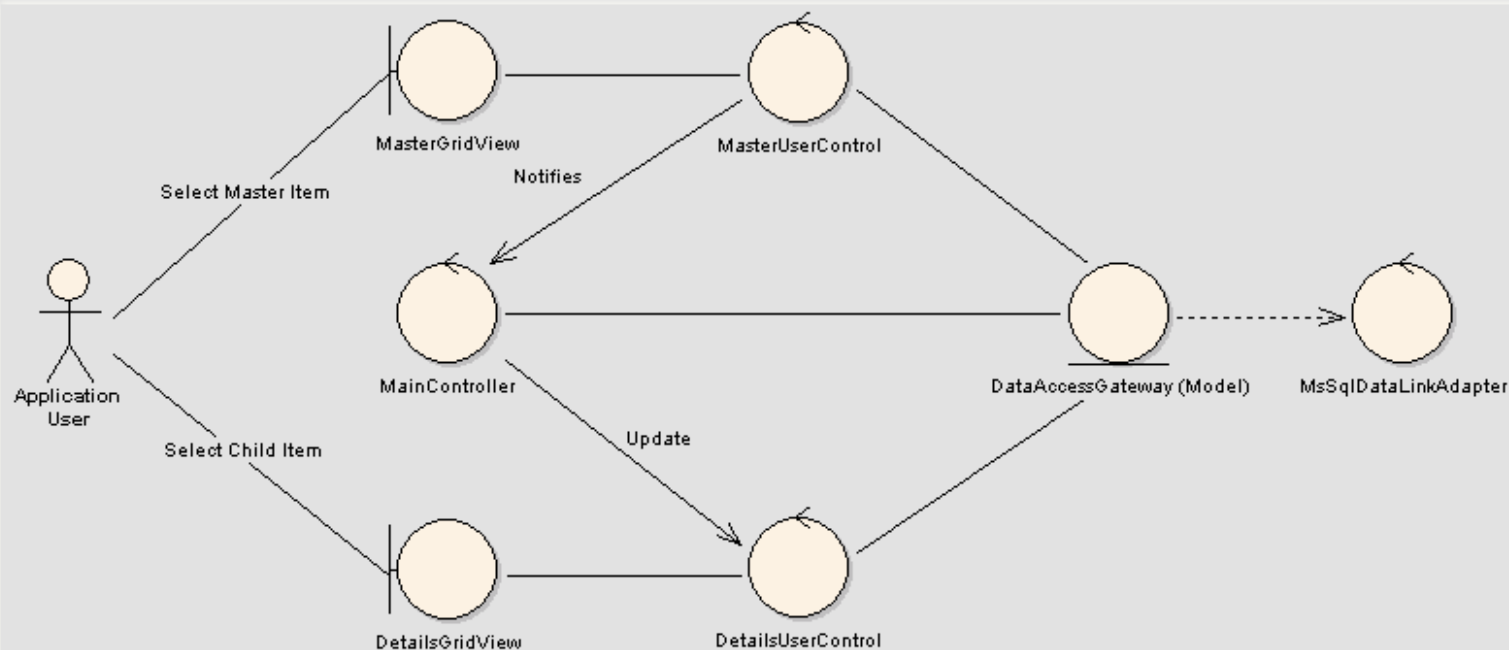 MasterGridView
MasterUserControl
Notifies
Select Master Item
MainController
DataAccessGateway (Model)
MsSqlDataLinkAdapter
Application
User
Update
Select Child Item
DetailsGridView
DetailsUserControl